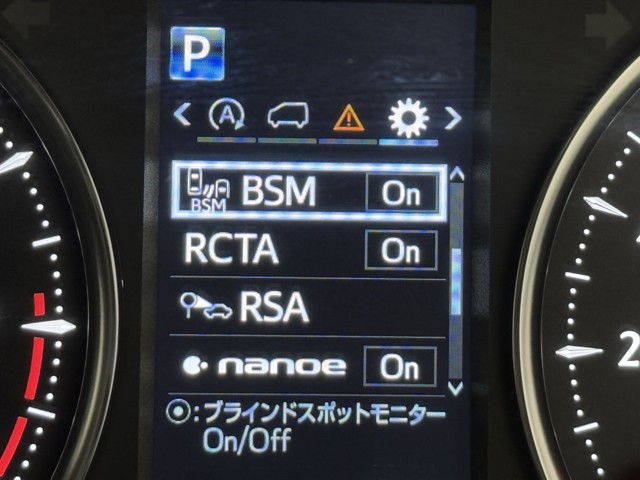 P
A
BSM BSM On
RCTA On
RSA
nanoe On
: ブラインドスポットモニター
On/Off
2